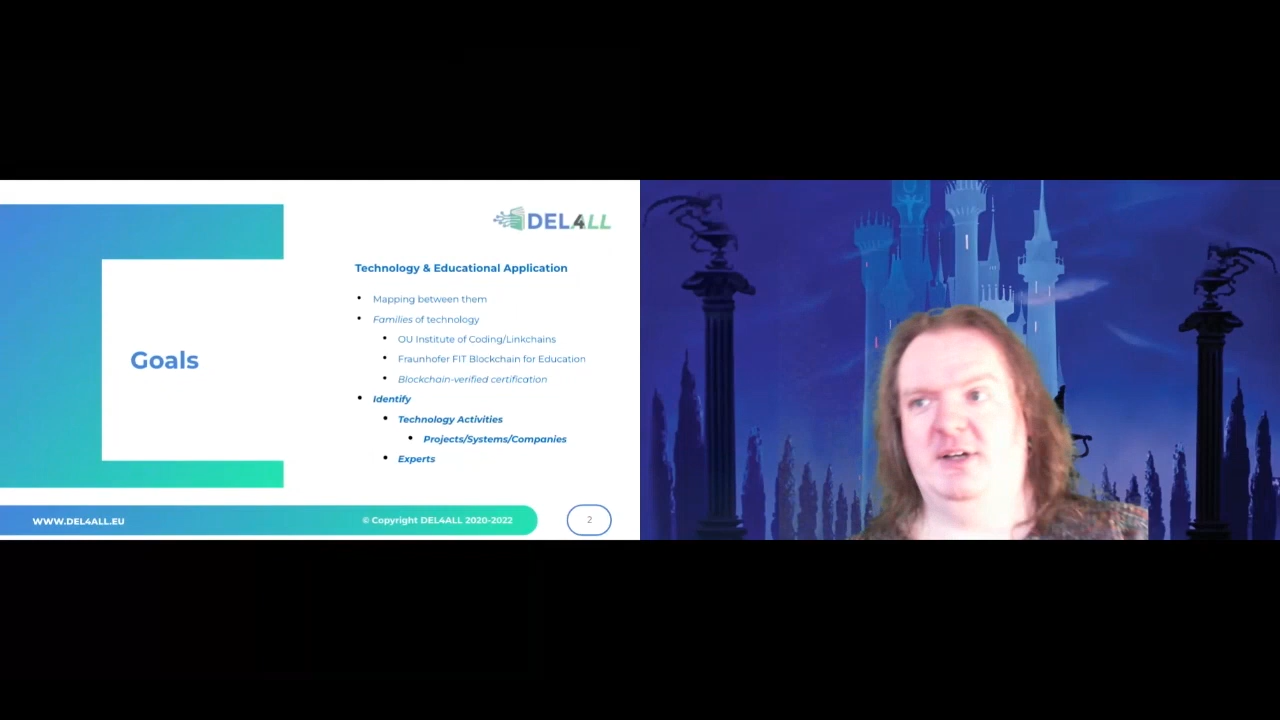 DEL4ALL
Technology & Educational Application
Goals
Mapping between them
Families of technology
OU Institute of Coding/Linkchains
Fraunhofer FIT Blockchain for Education
Blockchain-verified certification
Identify
Technology Activities
Projects/Systems/Companies
Experts
WWW.DEL4ALL.EU
© Copyright DEL4ALL 2020-2022
2